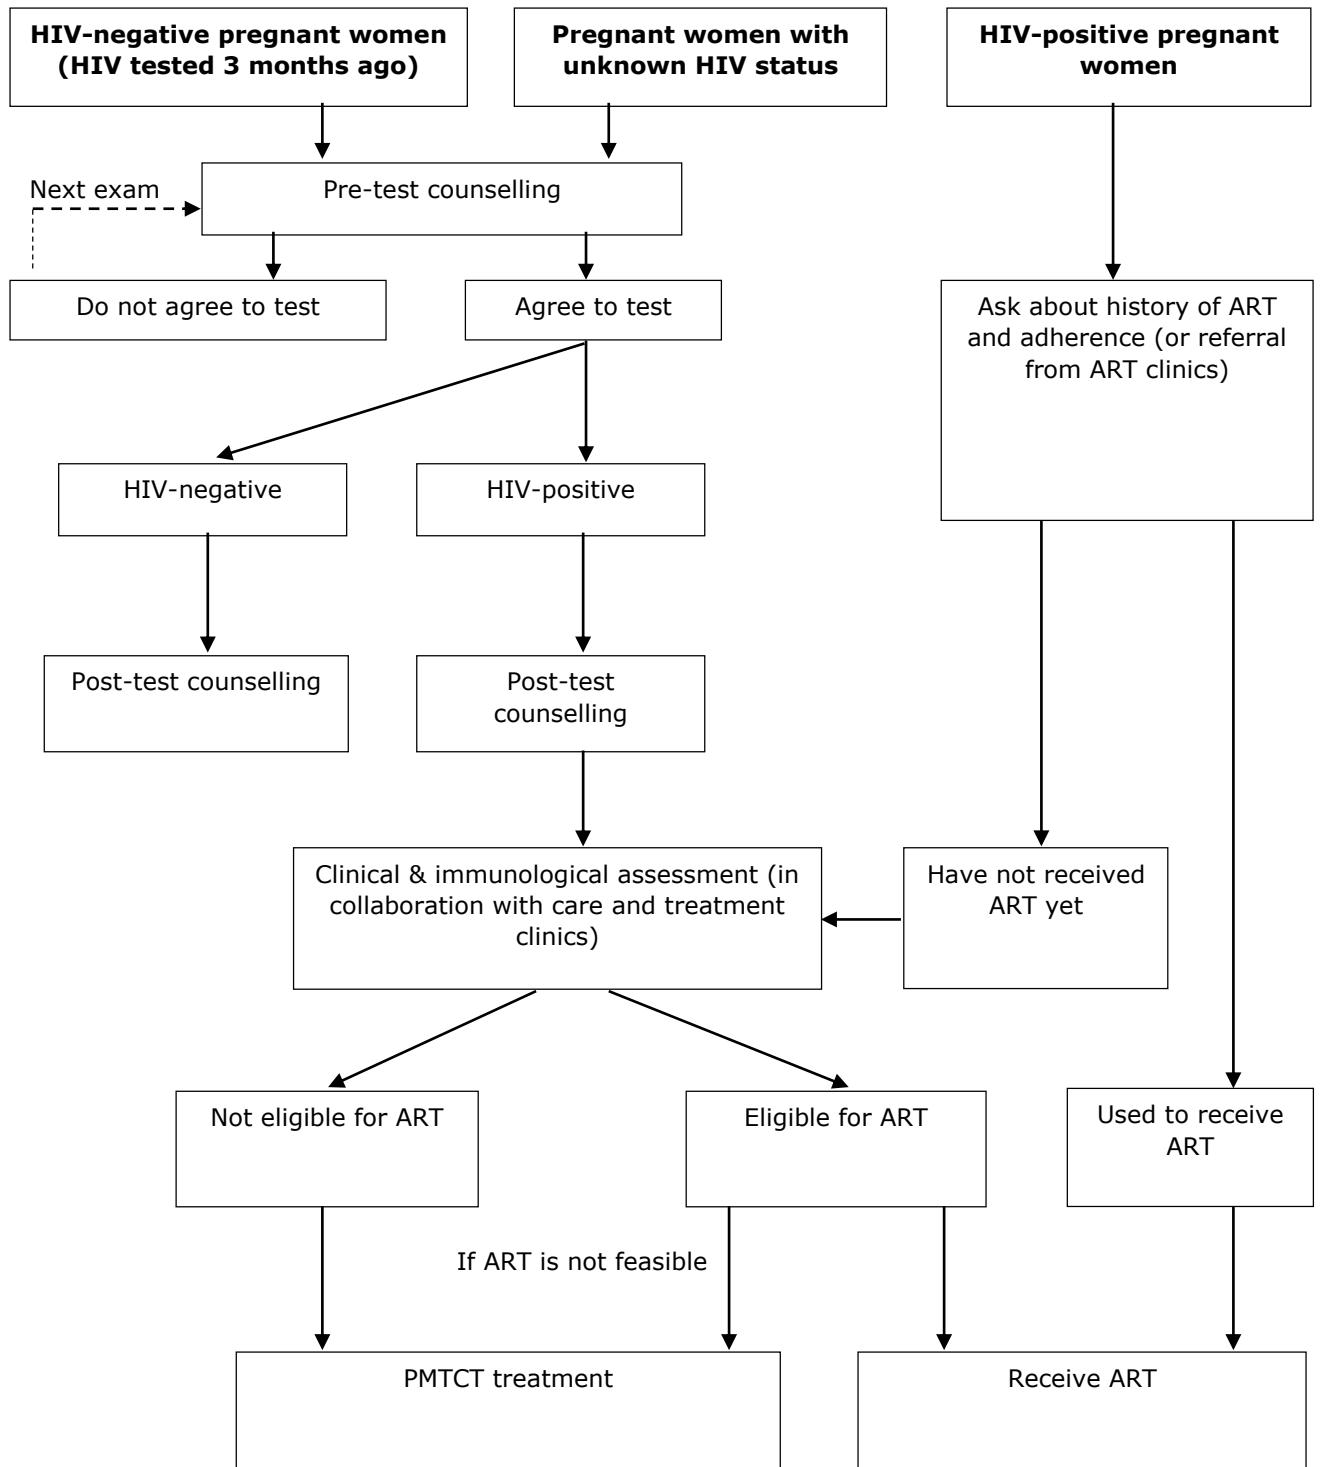 HIV-negative pregnant women
(HIV tested 3 months ago)
Pregnant women with
unknown HIV status
HIV-positive pregnant
women
Next exam
Pre-test counselling
Do not agree to test
Agree to test
Ask about history of ART
and adherence (or referral
from ART clinics)
HIV-negative
HIV-positive
Post-test counselling
Post-test
counselling
Clinical & immunological assessment (in
collaboration with care and treatment
clinics)
Have not received
ART yet
Not eligible for ART
Eligible for ART
Used to receive
ART
If ART is not feasible
PMTCT treatment
Receive ART